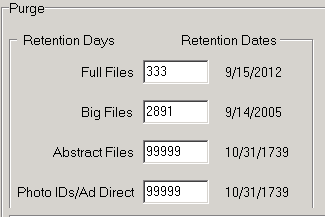 Purge
Retention Days Retention Dates
Full Files 333 9/15/2012
Big Files 2891 9/14/2005
Abstract Files 99999 10/31/1739
Photo IDs/Ad Direct 99999 10/31/1739